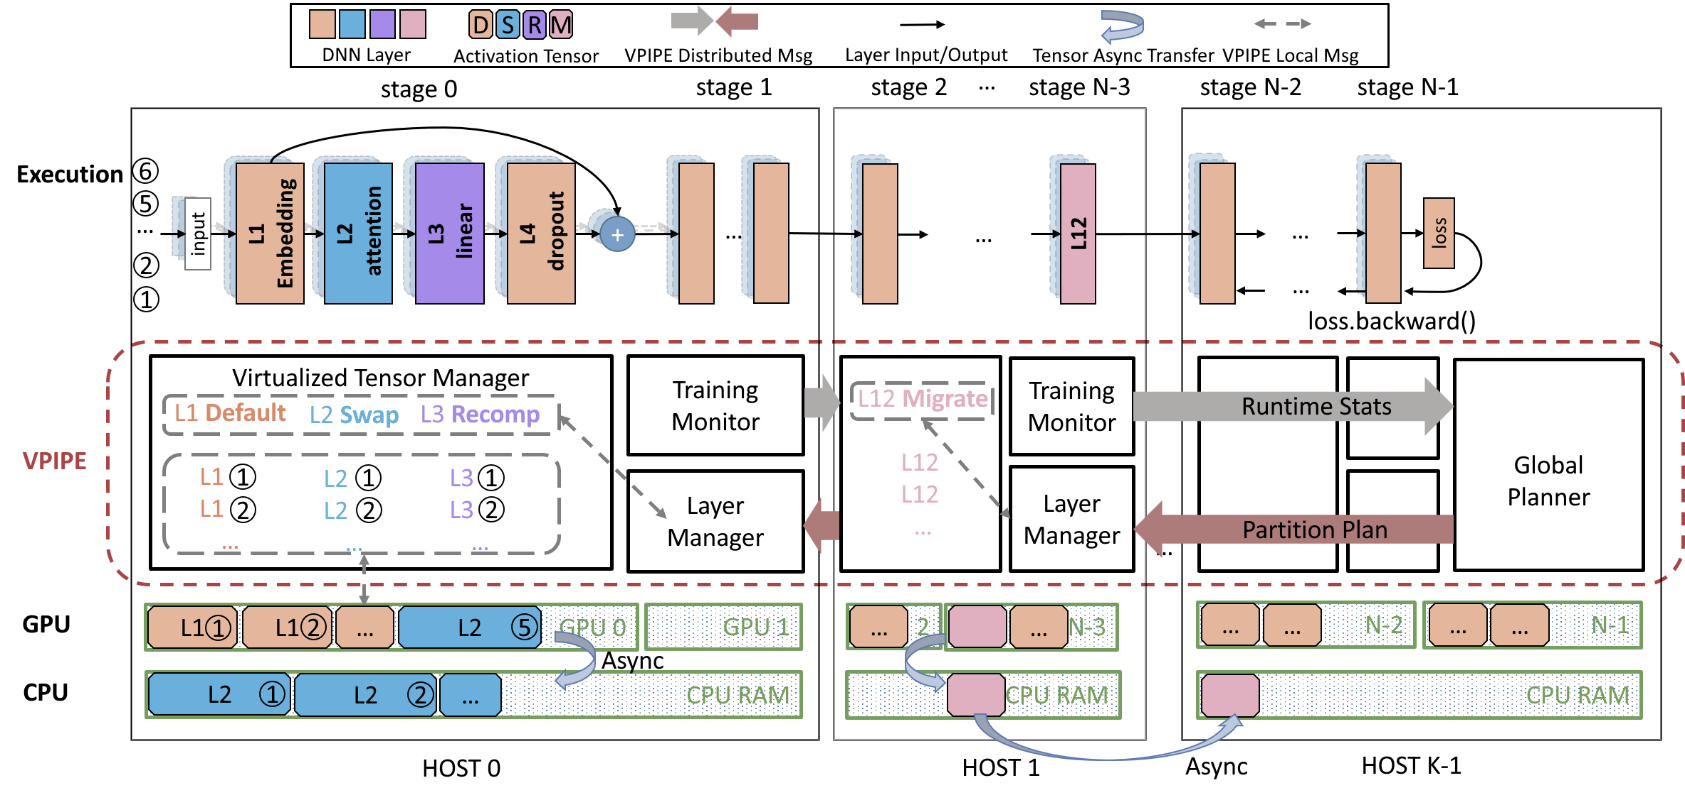 D S R M
DNN Layer
Activation Tensor
VPIPE Distributed Msg
Layer Input/Output
Tensor Async Transfer
VPIPE Local Msg
stage 0
stage 1
stage 2
...
stage N-3
stage N-2
stage N-1
Execution
⑥
⑤
...
②
①
input
L1
Embedding
L2
attention
L3
linear
L4
dropout
+
...
...
L12
...
loss
...
loss.backward()
VPIPE
Virtualized Tensor Manager
L1 Default
L2 Swap
L3 Recomp
L1 ①
L2 ①
L3 ①
L1 ②
L2 ②
L3 ②
...
...
...
Training
Monitor
Layer
Manager
L12 Migrate
L12
L12
...
Training
Monitor
Layer
Manager
Runtime Stats
Partition Plan
...
Global
Planner
GPU
L1①
L1②
...
L2 ⑤
GPU 0
GPU 1
...
2
...
N-3
...
...
N-2
...
...
N-1
Async
CPU
L2 ①
L2 ②
...
CPU RAM
CPU RAM
CPU RAM
HOST 0
HOST 1
Async
HOST K-1